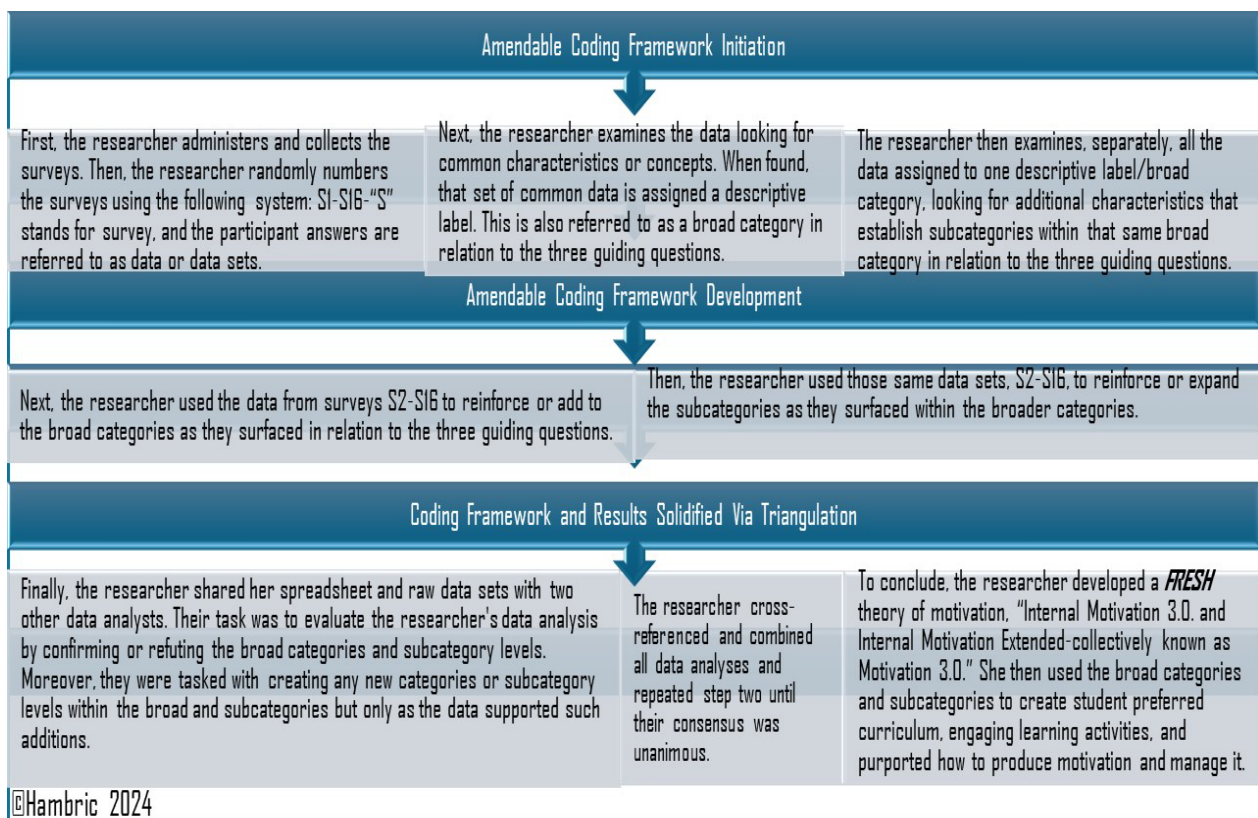 Amendable Coding Framework Initiation
First, the researcher administers and collects the
surveys. Then, the researcher randomly numbers
the surveys using the following system: S1-S16-“S”
stands for survey, and the participant answers are
referred to as data or data sets.
Next, the researcher examines the data looking for
common characteristics or concepts. When found,
that set of common data is assigned a descriptive
label. This is also referred to as a broad category in
relation to the three guiding questions.
The researcher then examines, separately, all the
data assigned to one descriptive label/broad
category, looking for additional characteristics that
establish subcategories within that same broad
category in relation to the three guiding questions.
Amendable Coding Framework Development
Next, the researcher used the data from surveys S2-S16 to reinforce or add to
the broad categories as they surfaced in relation to the three guiding questions.
Then, the researcher used those same data sets, S2-S16, to reinforce or expand
the subcategories as they surfaced within the broader categories.
Coding Framework and Results Solidified Via Triangulation
Finally, the researcher shared her spreadsheet and raw data sets with two
other data analysts. Their task was to evaluate the researcher's data analysis
by confirming or refuting the broad categories and subcategory levels.
Moreover, they were tasked with creating any new categories or subcategory
levels within the broad and subcategories but only as the data supported such
additions.
The researcher cross-
referenced and combined
all data analyses and
repeated step two until
their consensus was
unanimous.
To conclude, the researcher developed a FRESH
theory of motivation, “Internal Motivation 3.0. and
Internal Motivation Extended-collectively known as
Motivation 3.0.” She then used the broad categories
and subcategories to create student preferred
curriculum, engaging learning activities, and
purported how to produce motivation and manage it.
©Hambric 2024